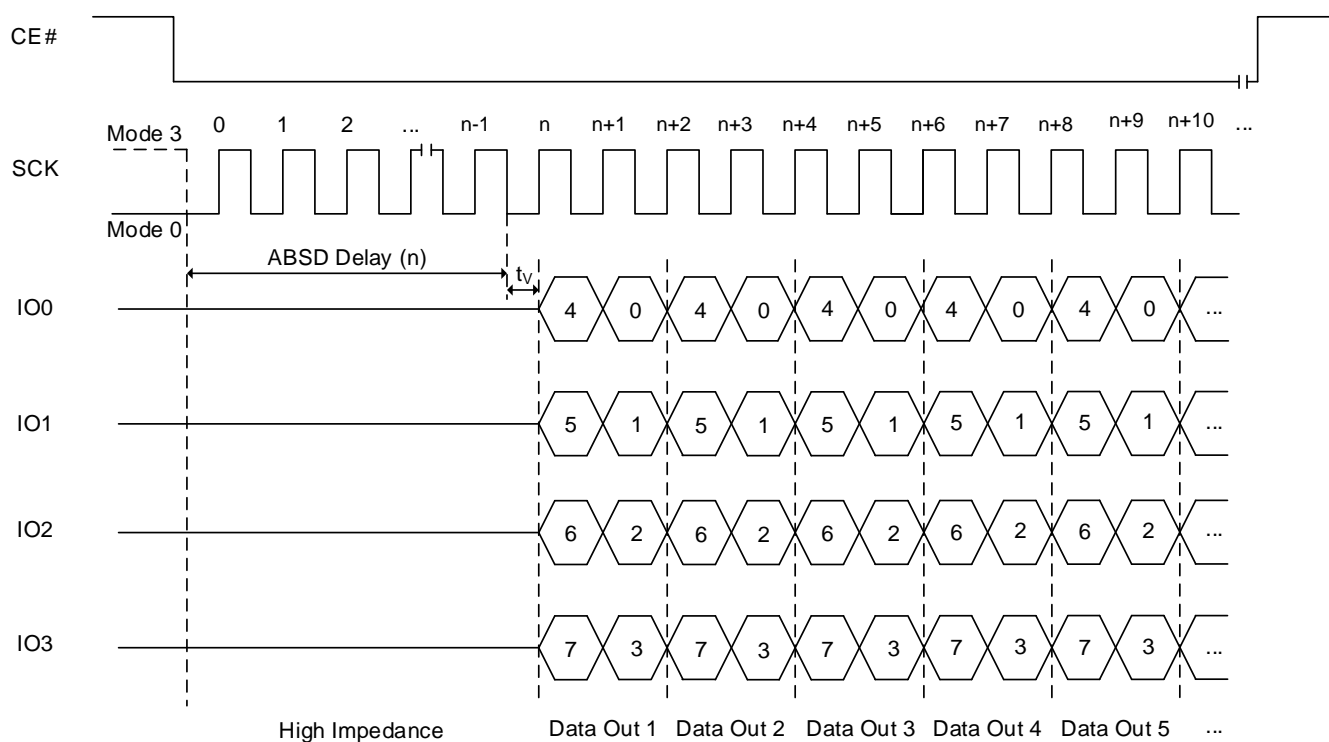 CE#
0 1 2 ... n-1 n n+1 n+2 n+3 n+4 n+5 n+6 n+7 n+8 n+9 n+10 ...
Mode 3
SCK
Mode 0
ABSD Delay (n)
tV
IO0 4 0 4 0 4 0 4 0 4 0 ...
IO1 5 1 5 1 5 1 5 1 5 1 ...
IO2 6 2 6 2 6 2 6 2 6 2 ...
IO3 7 3 7 3 7 3 7 3 7 3 ...
High Impedance Data Out 1 Data Out 2 Data Out 3 Data Out 4 Data Out 5 ...